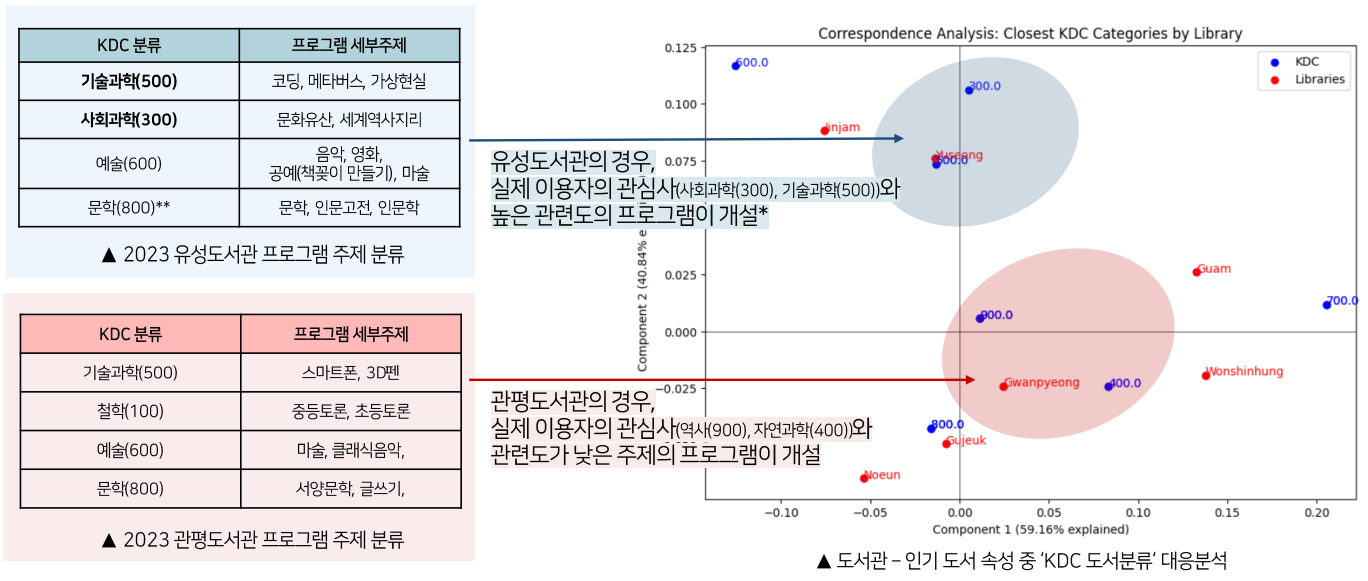 KDC 분류 프로그램 세부주제
기술과학(500) 코딩, 메타버스, 가상현실
사회과학(300) 문화유산, 세계역사지리
예술(600) 음악, 영화,
공예(책꽂이 만들기), 마술
문학(800)** 문학, 인문고전, 인문학
▲ 2023 유성도서관 프로그램 주제 분류
KDC 분류 프로그램 세부주제
기술과학(500) 스마트폰, 3D펜
철학(100) 중등토론, 초등토론
예술(600) 마술, 클래식음악,
문학(800) 서양문학, 글쓰기,
▲ 2023 관평도서관 프로그램 주제 분류
유성도서관의 경우,
실제 이용자의 관심사(사회과학(300), 기술과학(500))와
높은 관련도의 프로그램이 개설*
관평도서관의 경우,
실제 이용자의 관심사(역사(900), 자연과학(400))와
관련도가 낮은 주제의 프로그램이 개설
Correspondence Analysis: Closest KDC Categories by Library
KDC
Libraries
0.125
0.100
0.075
0.025
0.000
−0.025
Component 2 (40.84% e
600.0
300.0
Jinjam
Yuseong
500.0
Guam
700.0
900.0
Wonshinhung
Gwanpyeong
400.0
800.0
Gujeuk
Noeun
−0.10 −0.05 0.00 0.05 0.10 0.15 0.20
Component 1 (59.16% explained)
▲ 도서관 – 인기 도서 속성 중 ‘KDC 도서분류‘ 대응분석